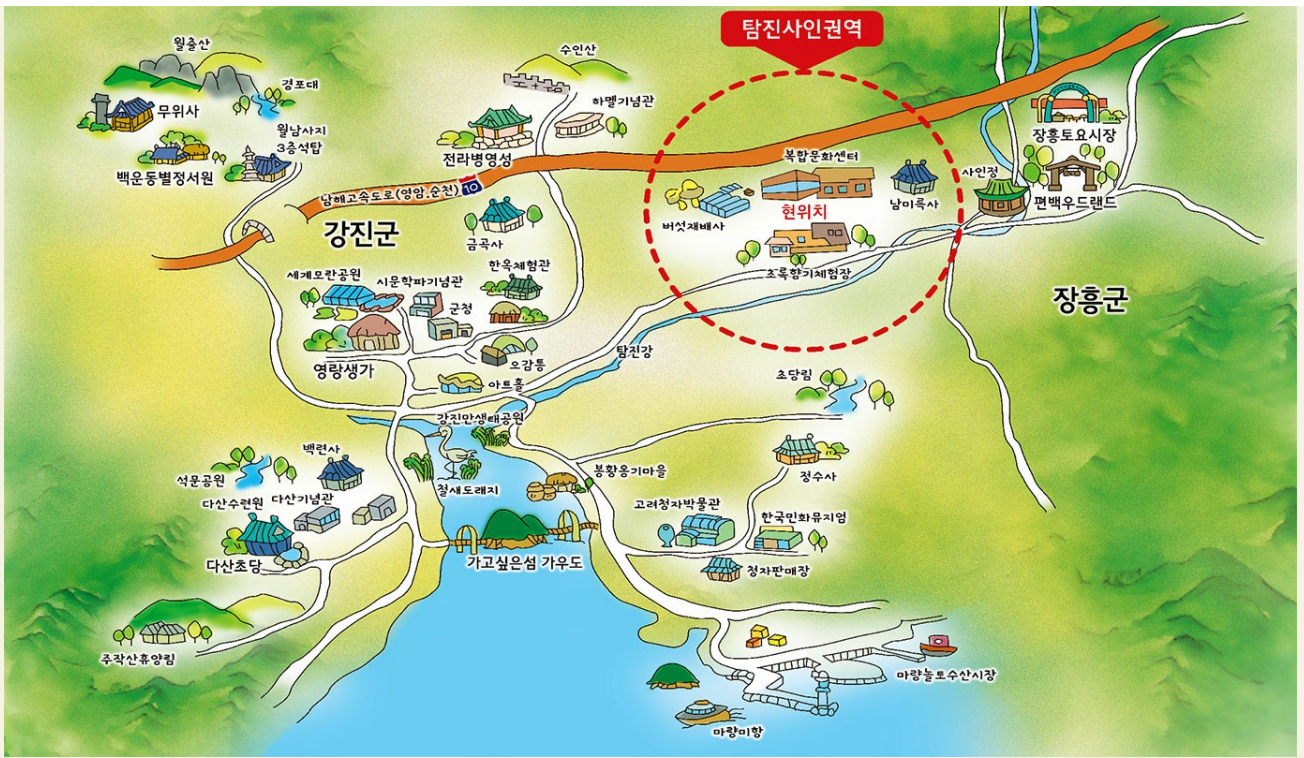 탐진사인권역
월출산
수인산
경포대
하멜기념관
무위사
월남사지
3층석탑
전라병영성
장흥토요시장
백운동별정서원
복합문화센터
사인정
남해고속도로(영암.순천)
10
현위치
남미륵사
편백우드랜드
버섯재배사
강진군
금곡사
한옥체험관
세계모란공원
시문학파기념관
초록향기체험장
장흥군
군청
탐진강
영랑생가
오감통
아트홀
초당림
강진만생태공원
백련사
석문공원
봉황옹기마을
정수사
철새도래지
다산수련원
다산기념관
고려청자박물관
한국민화뮤지엄
다산초당
가고싶은섬 가우도
청자판매장
주작산휴양림
마량놀토수산시장
마량미항